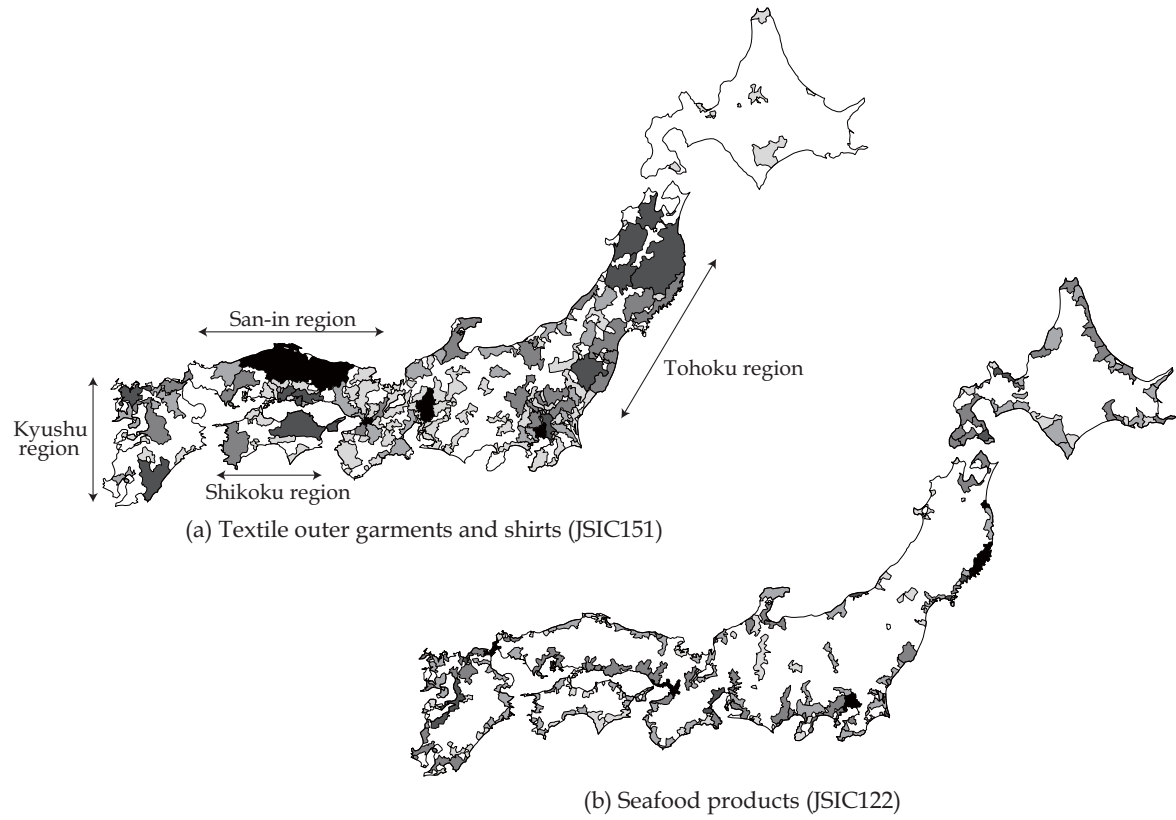 San-in region
Tohoku region
Kyushu
region
Shikoku region
(a) Textile outer garments and shirts (JSIC151)
(b) Seafood products (JSIC122)